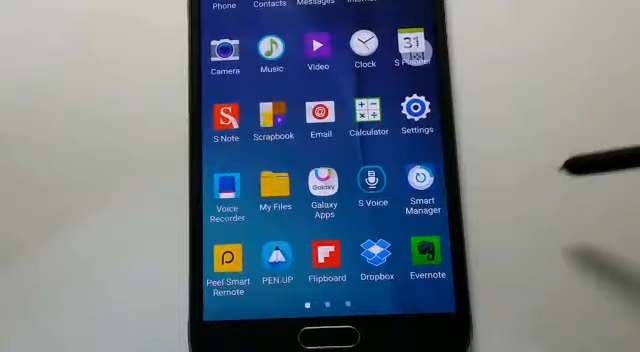 Phone Contacts Messages
31
Camera Music Video Clock S Planner
S Note Scrapbook Email Calculator Settings
Galaxy
Voice Recorder My Files Galaxy Apps S Voice Smart Manager
Peel Smart Remote PEN.UP Flipboard Dropbox Evernote